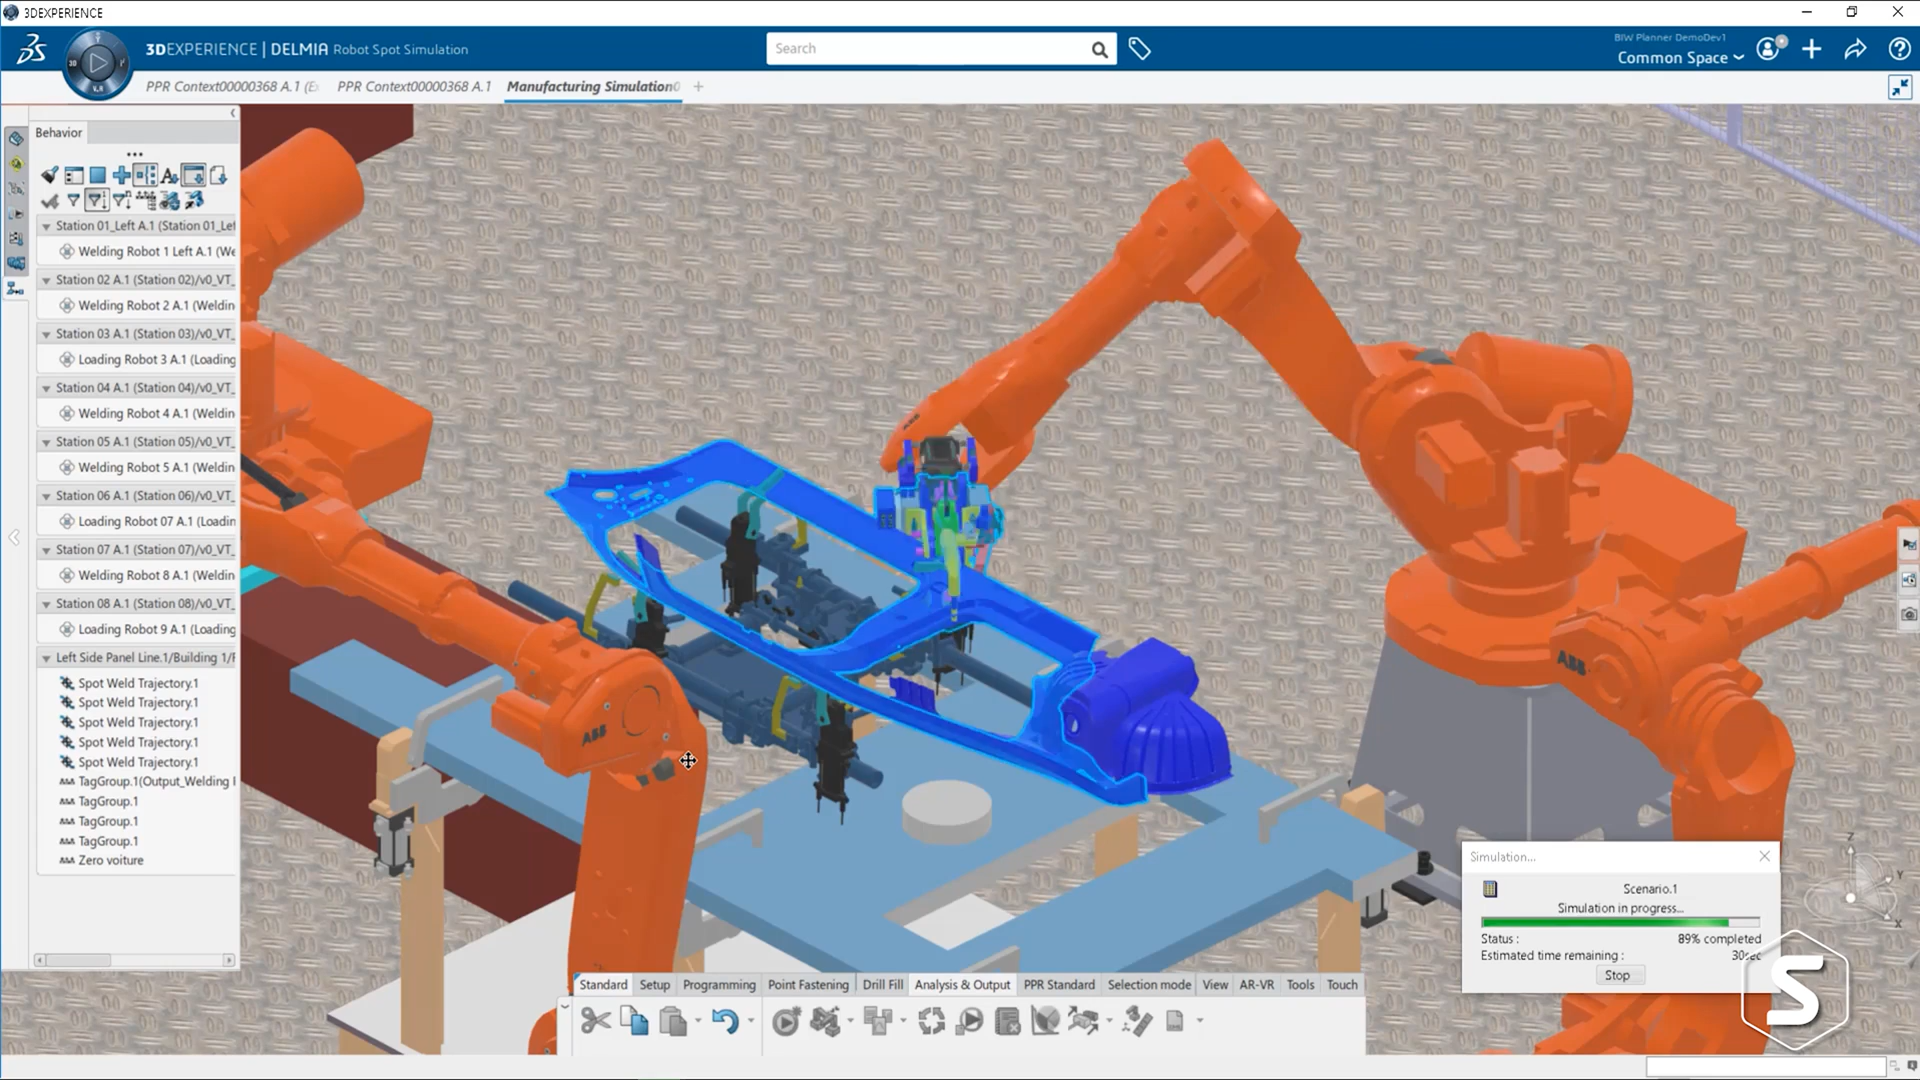 3DEXPERIENCE
3DEXPERIENCE | DELMIA Robot Spot Simulation
Search
BIW Planner DemoDev1
Common Space
3D
V.R
PPR Context00000368 A.1 (E
PPR Context00000368 A.1
Manufacturing Simulation0
Behavior
Station 01_Left A.1 (Station 01_Lef
Welding Robot 1 Left A.1 (We
Station 02 A.1 (Station 02)/v0_VT_
Welding Robot 2 A.1 (Weldin
Station 03 A.1 (Station 03)/v0_VT_
Loading Robot 3 A.1 (Loading
Station 04 A.1 (Station 04)/v0_VT_
Welding Robot 4 A.1 (Weldin
Station 05 A.1 (Station 05)/v0_VT_
Welding Robot 5 A.1 (Weldin
Station 06 A.1 (Station 06)/v0_VT_
Loading Robot 07 A.1 (Loadin
Station 07 A.1 (Station 07)/v0_VT_
Welding Robot 8 A.1 (Weldin
Station 08 A.1 (Station 08)/v0_VT_
Loading Robot 9 A.1 (Loading
Left Side Panel Line.1/Building 1/F
Spot Weld Trajectory.1
Spot Weld Trajectory.1
Spot Weld Trajectory.1
Spot Weld Trajectory.1
Spot Weld Trajectory.1
TagGroup.1(Output_Welding
TagGroup.1
TagGroup.1
TagGroup.1
Zero voiture
ABB
ABB
Z
Y
X
Simulation...
Scenario.1
Simulation in progress...
Status : 89% completed
Estimated time remaining : 30sec
Stop
S
Standard Setup Programming Point Fastening Drill Fill Analysis & Output PPR Standard Selection mode View AR-VR Tools Touch